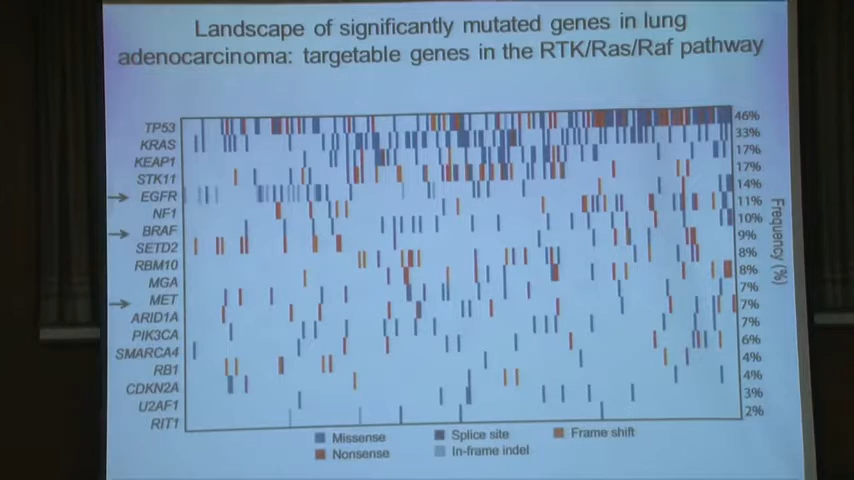 Landscape of significantly mutated genes in lung
adenocarcinoma: targetable genes in the RTK/Ras/Raf pathway
TP53 46%
KRAS 33%
KEAP1 17%
STK11 17%
EGFR 14%
NF1 11%
BRAF 10%
SETD2 9%
RBM10 8%
MGA 8%
MET 7%
ARID1A 7%
PIK3CA 7%
SMARCA4 6%
RB1 4%
CDKN2A 4%
U2AF1 3%
RIT1 2%
Frequency (%)
Missense Splice site Frame shift
Nonsense In-frame indel